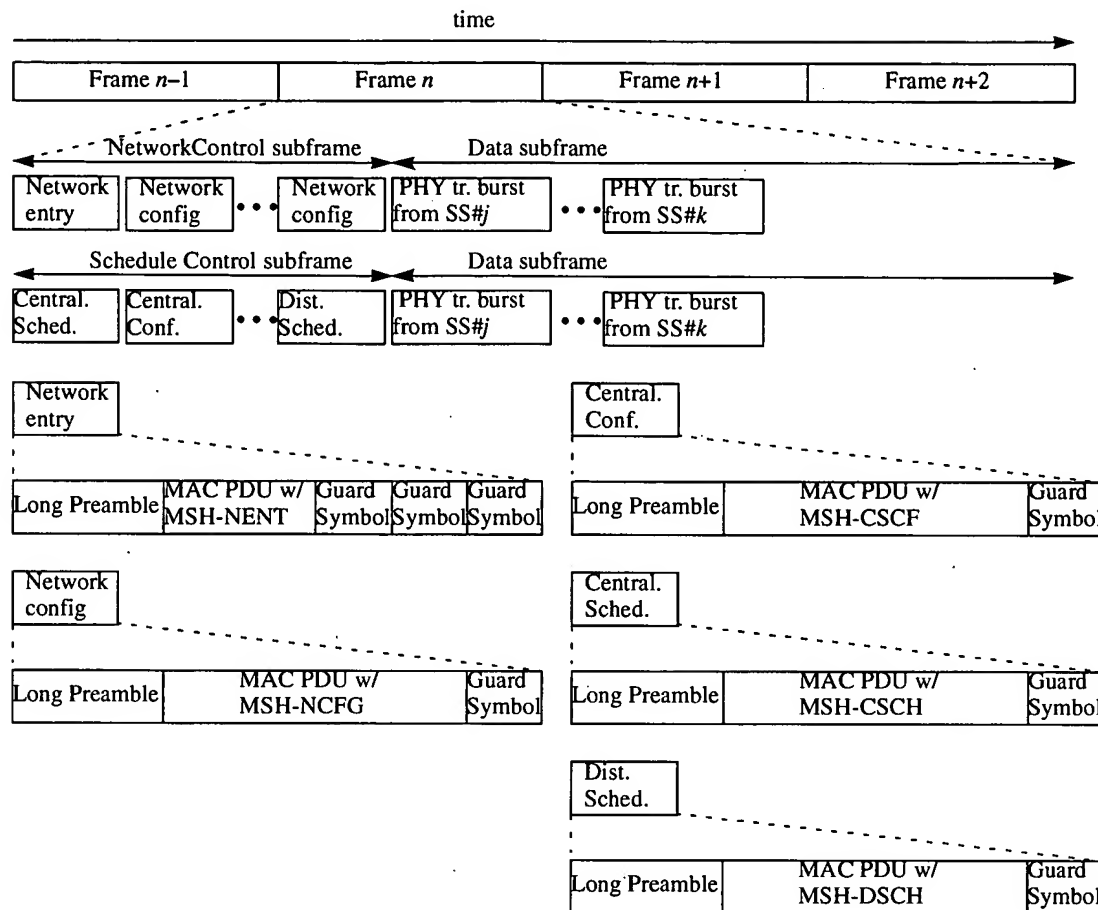 time
Frame n–1 Frame n Frame n+1 Frame n+2
NetworkControl subframe Data subframe
Network entry
Network config
•••
Network config
PHY tr. burst from SS#j
•••
PHY tr. burst from SS#k
Schedule Control subframe Data subframe
Central. Sched.
Central. Conf.
•••
Dist. Sched.
PHY tr. burst from SS#j
•••
PHY tr. burst from SS#k
Network entry
Long Preamble
MAC PDU w/ MSH-NENT
Guard Symbol
Guard Symbol
Guard Symbol
Central. Conf.
Long Preamble
MAC PDU w/ MSH-CSCF
Guard Symbol
Network config
Long Preamble
MAC PDU w/ MSH-NCFG
Guard Symbol
Central. Sched.
Long Preamble
MAC PDU w/ MSH-CSCH
Guard Symbol
Dist. Sched.
Long Preamble
MAC PDU w/ MSH-DSCH
Guard Symbol